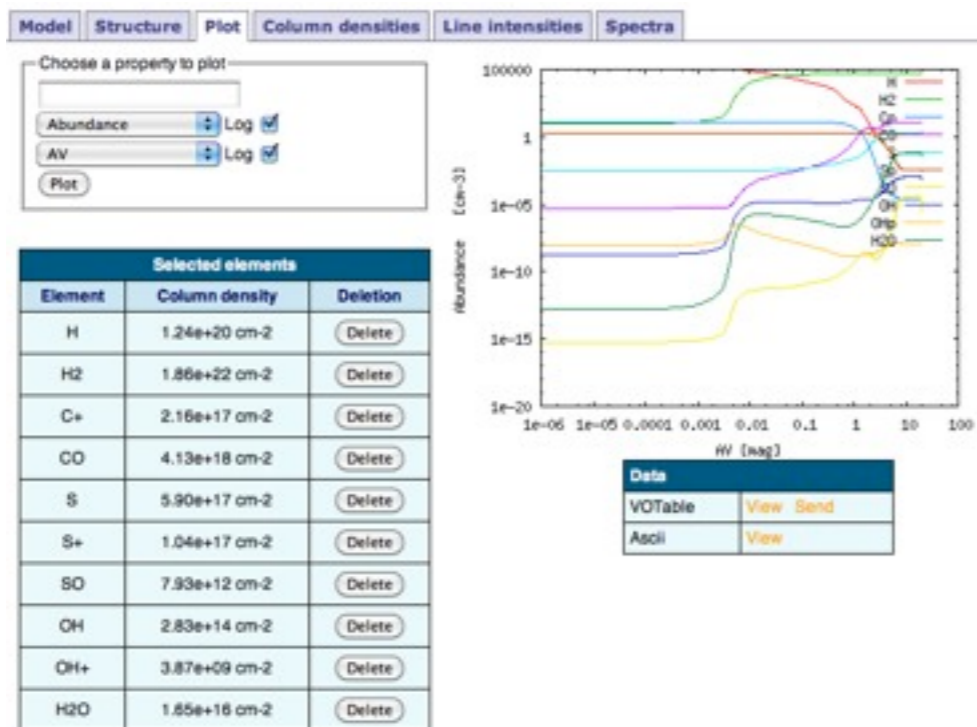 Model Structure Plot Column densities Line intensities Spectra
Choose a property to plot
Abundance Log
AV Log
Plot
Selected elements
Element Column density Deletion
H 1.24e+20 cm-2 Delete
H2 1.86e+22 cm-2 Delete
C+ 2.16e+17 cm-2 Delete
CO 4.13e+18 cm-2 Delete
S 5.90e+17 cm-2 Delete
S+ 1.04e+17 cm-2 Delete
SO 7.93e+12 cm-2 Delete
OH 2.83e+14 cm-2 Delete
OH+ 3.87e+09 cm-2 Delete
H2O 1.65e+16 cm-2 Delete
Abundance [cm-3]
100000
1
1e-05
1e-10
1e-15
1e-20
1e-06 1e-05 0.0001 0.001 0.01 0.1 1 10 100
AV [mag]
H
H2
Cp
CO
OH
OHp
H2O
Data
VOTable View Send
Ascii View